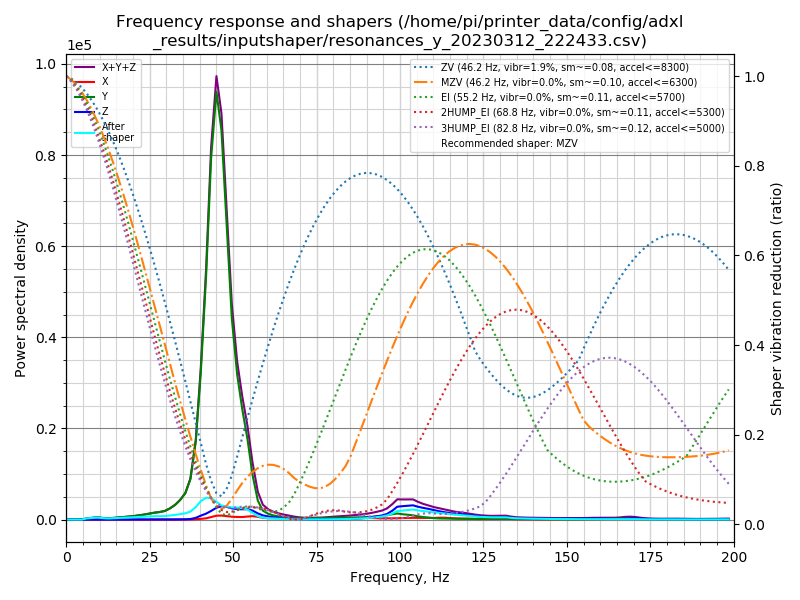 Frequency response and shapers (/home/pi/printer_data/config/adxl
_results/inputshaper/resonances_y_20230312_222433.csv)
1e5
X+Y+Z
X
Y
Z
After
shaper
ZV (46.2 Hz, vibr=1.9%, sm~=0.08, accel<=8300)
MZV (46.2 Hz, vibr=0.0%, sm~=0.10, accel<=6300)
EI (55.2 Hz, vibr=0.0%, sm~=0.11, accel<=5700)
2HUMP_EI (68.8 Hz, vibr=0.0%, sm~=0.11, accel<=5300)
3HUMP_EI (82.8 Hz, vibr=0.0%, sm~=0.12, accel<=5000)
Recommended shaper: MZV
Power spectral density
1.0
0.8
0.6
0.4
0.2
0.0
1.0
0.8
0.6
0.4
0.2
0.0
Shaper vibration reduction (ratio)
0 25 50 75 100 125 150 175 200
Frequency, Hz